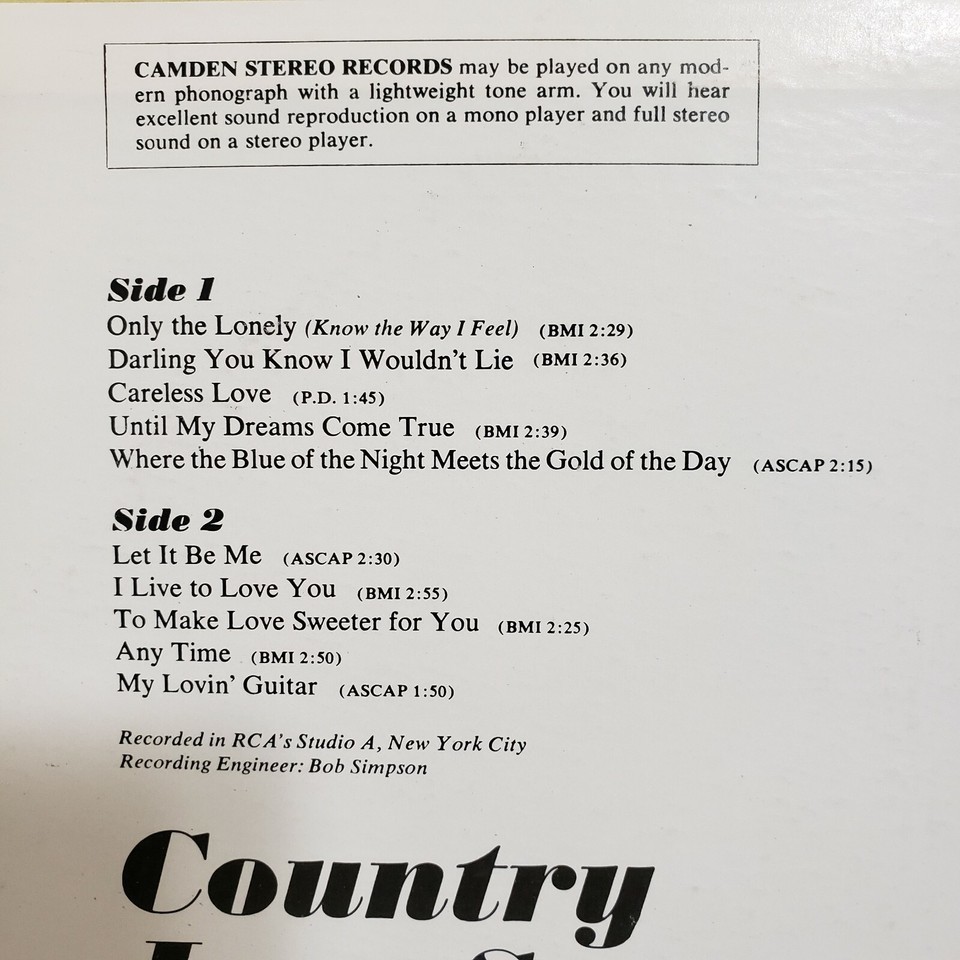 CAMDEN STEREO RECORDS may be played on any mod-
ern phonograph with a lightweight tone arm. You will hear
excellent sound reproduction on a mono player and full stereo
sound on a stereo player.
Side 1
Only the Lonely (Know the Way I Feel) (BMI 2:29)
Darling You Know I Wouldn't Lie (BMI 2:36)
Careless Love (P.D. 1:45)
Until My Dreams Come True (BMI 2:39)
Where the Blue of the Night Meets the Gold of the Day (ASCAP 2:15)
Side 2
Let It Be Me (ASCAP 2:30)
I Live to Love You (BMI 2:55)
To Make Love Sweeter for You (BMI 2:25)
Any Time (BMI 2:50)
My Lovin' Guitar (ASCAP 1:50)
Recorded in RCA's Studio A, New York City
Recording Engineer: Bob Simpson
Country